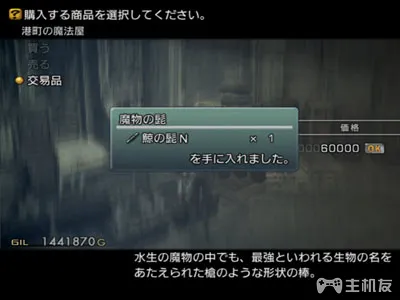 購入する商品を選択してください。
港町の魔法屋
買う
売る
交易品
魔物の髭
鯨の髭N × 1
を手に入れました。
価格
60000 OK
GIL 1441870G
水生の魔物の中でも、最強といわれる生物の名を
あたえられた槍のような形状の棒。
主机友